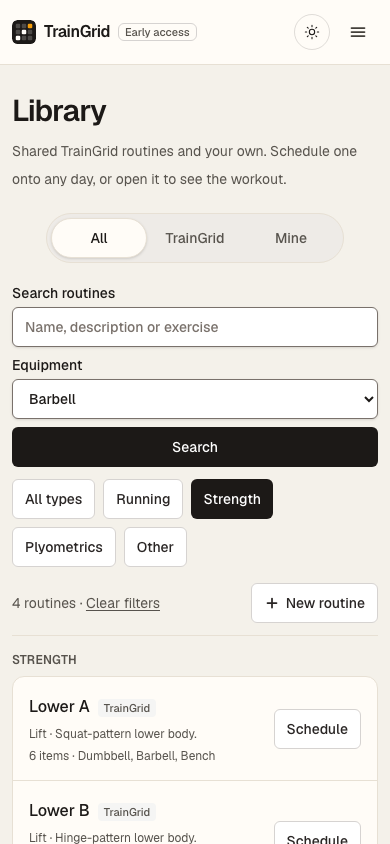 TrainGrid Early access
Library
Shared TrainGrid routines and your own. Schedule one
onto any day, or open it to see the workout.
All TrainGrid Mine
Search routines
Name, description or exercise
Equipment
Barbell
Search
All types Running Strength
Plyometrics Other
4 routines · Clear filters + New routine
STRENGTH
Lower A TrainGrid
Lift · Squat-pattern lower body.
Schedule
6 items · Dumbbell, Barbell, Bench
Lower B TrainGrid
Lift · Hinge-pattern lower body.
Schedule